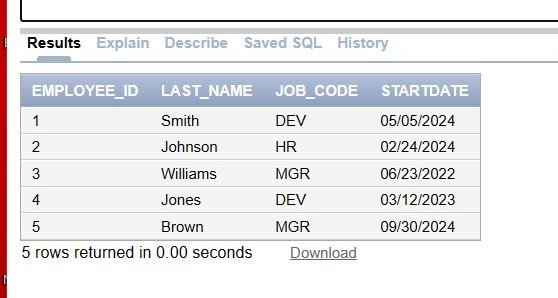 Results Explain Describe Saved SQL History
EMPLOYEE_ID LAST_NAME JOB_CODE STARTDATE
1 Smith DEV 05/05/2024
2 Johnson HR 02/24/2024
3 Williams MGR 06/23/2022
4 Jones DEV 03/12/2023
5 Brown MGR 09/30/2024
5 rows returned in 0.00 seconds Download